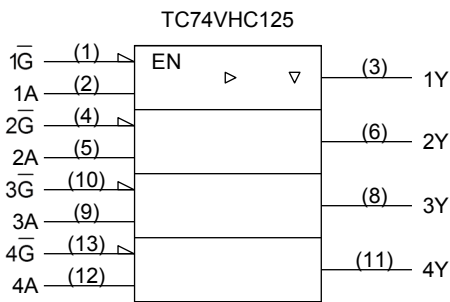 TC74VHC125
1G̅ (1) EN
1A (2) (3) 1Y
2G̅ (4)
2A (5) (6) 2Y
3G̅ (10)
3A (9) (8) 3Y
4G̅ (13)
4A (12) (11) 4Y